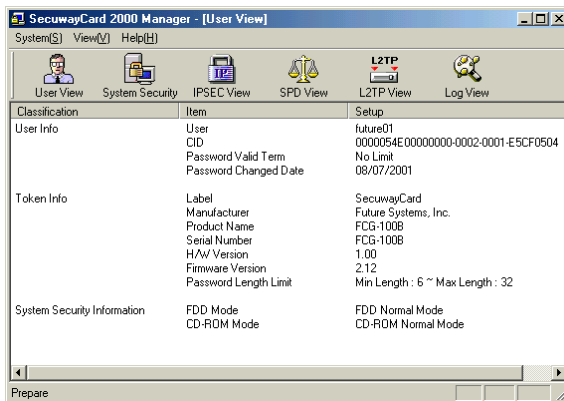 SecuwayCard 2000 Manager - [User View]
System(S) View(V) Help(H)
User View System Security IPSEC View SPD View L2TP View Log View
IP
L2TP
Classification Item Setup
User Info User future01
CID 0000054E00000000-0002-0001-E5CF0504
Password Valid Term No Limit
Password Changed Date 08/07/2001
Token Info Label SecuwayCard
Manufacturer Future Systems, Inc.
Product Name FCG-100B
Serial Number FCG-100B
H/W Version 1.00
Firmware Version 2.12
Password Length Limit Min Length : 6 ~ Max Length : 32
System Security Information FDD Mode FDD Normal Mode
CD-ROM Mode CD-ROM Normal Mode
Prepare